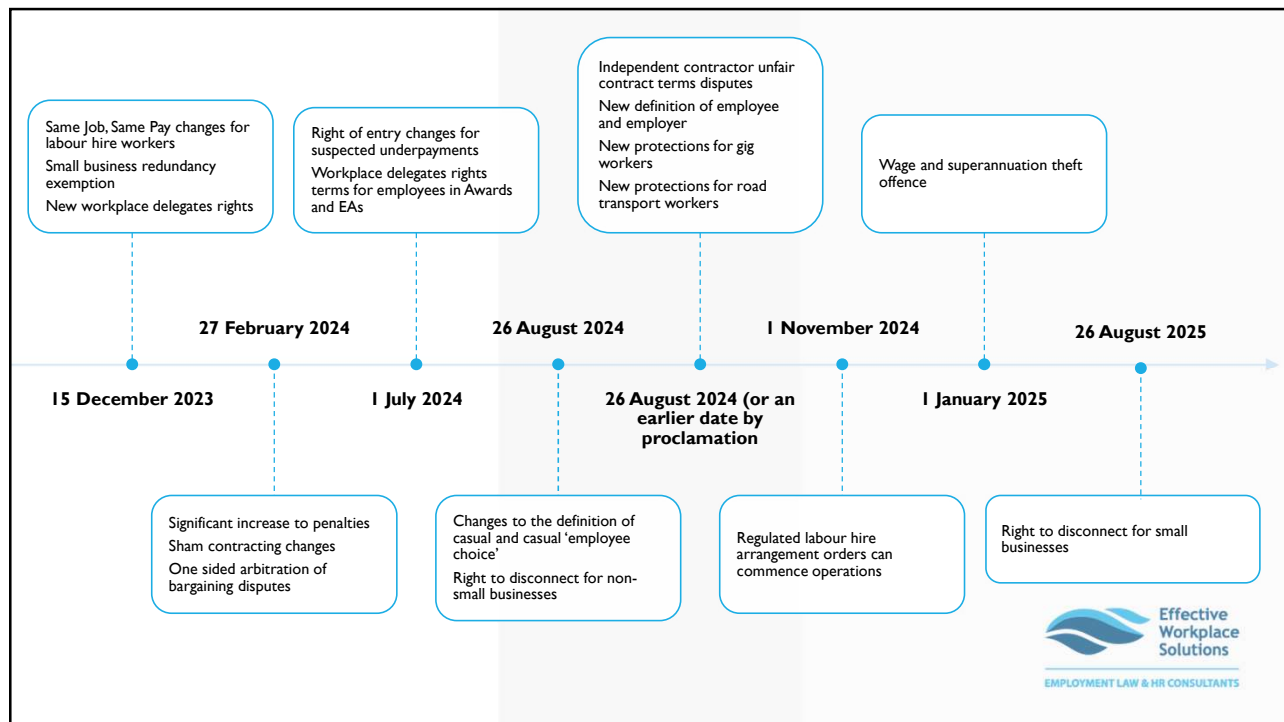 Independent contractor unfair
contract terms disputes
New definition of employee
and employer
New protections for gig
workers
New protections for road
transport workers
Same Job, Same Pay changes for
labour hire workers
Small business redundancy
exemption
New workplace delegates rights
Right of entry changes for
suspected underpayments
Workplace delegates rights
terms for employees in Awards
and EAs
Wage and superannuation theft
offence
27 February 2024
26 August 2024
1 November 2024
26 August 2025
15 December 2023
1 July 2024
26 August 2024 (or an
earlier date by
proclamation
1 January 2025
Significant increase to penalties
Sham contracting changes
One sided arbitration of
bargaining disputes
Changes to the definition of
casual and casual ‘employee
choice’
Right to disconnect for non-
small businesses
Regulated labour hire
arrangement orders can
commence operations
Right to disconnect for small
businesses
Effective
Workplace
Solutions
EMPLOYMENT LAW & HR CONSULTANTS